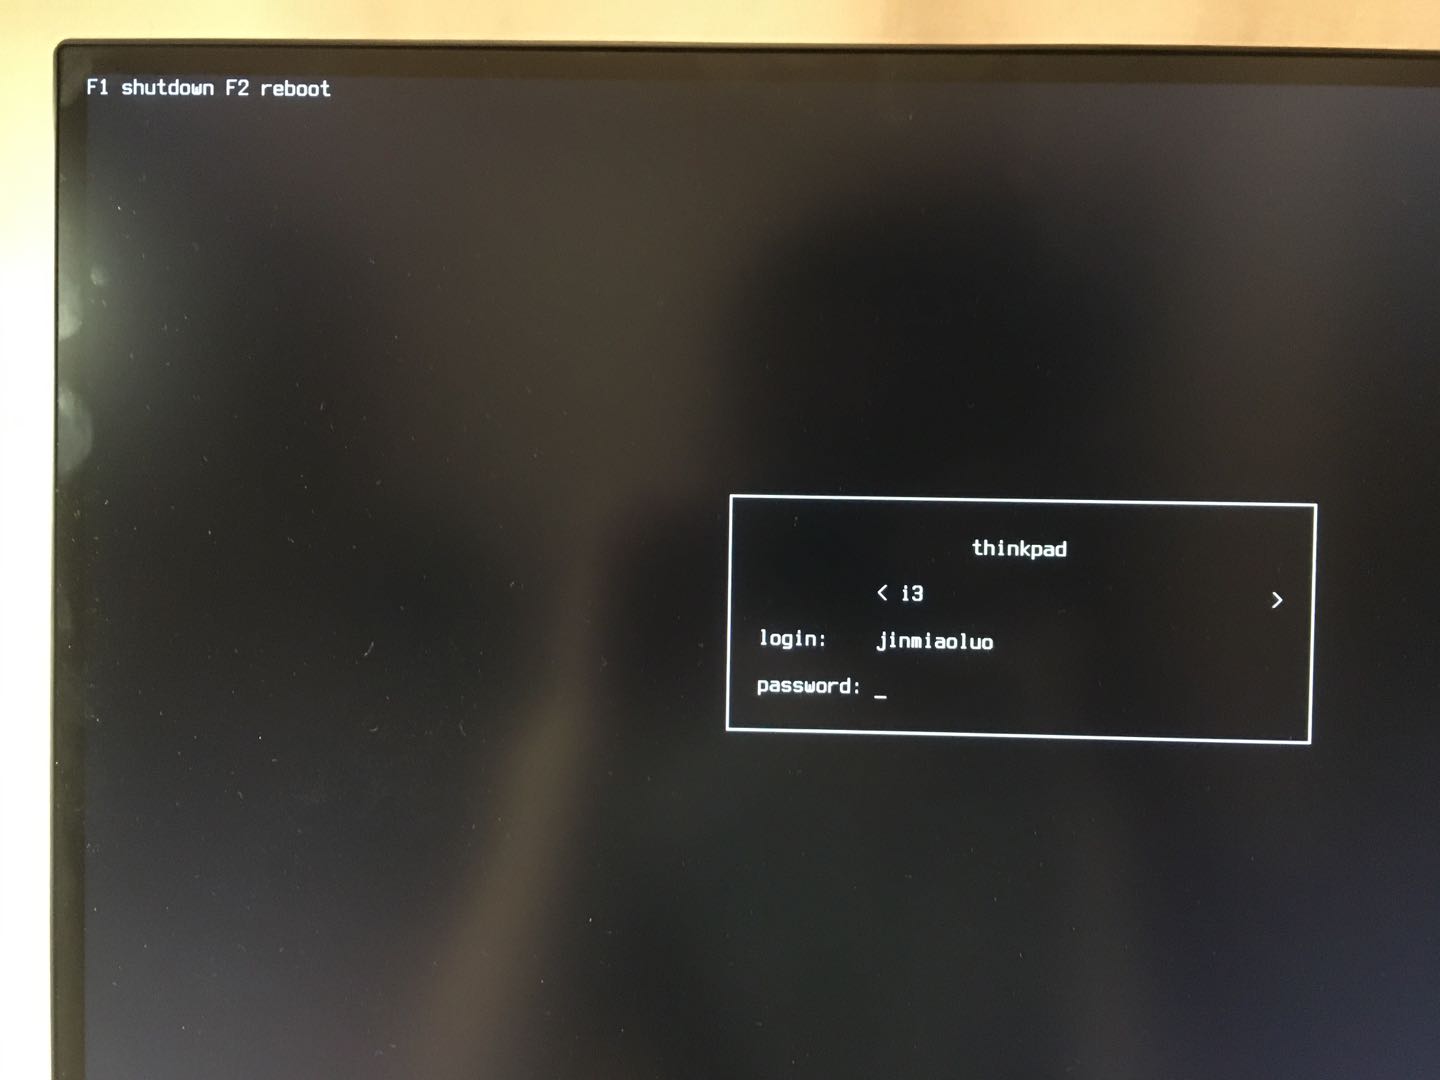 F1 shutdown F2 reboot
thinkpad
< i3 >
login: jinmiaoluo
password: _